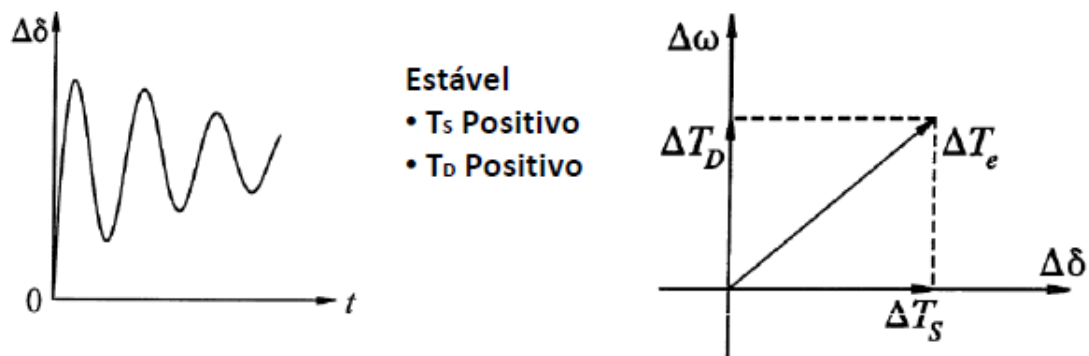 Δδ
0
t
Estável
• Ts Positivo
• TD Positivo
Δω
ΔTD
ΔTe
Δδ
ΔTS